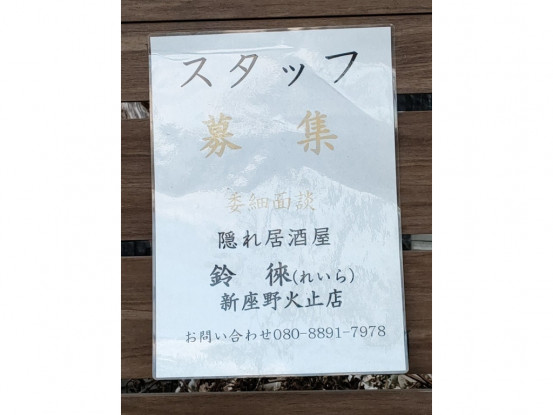 スタッフ
募集
委細面談
隠れ居酒屋
鈴徠(れいら)
新座野火止店
お問い合わせ080-8891-7978